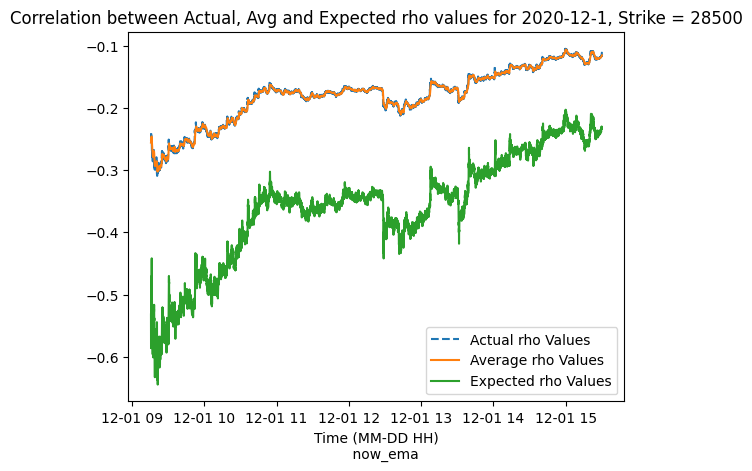 Correlation between Actual, Avg and Expected rho values for 2020-12-1, Strike = 28500
−0.1
−0.2
−0.3
−0.4
−0.5
−0.6
Actual rho Values
Average rho Values
Expected rho Values
12-01 09 12-01 10 12-01 11 12-01 12 12-01 13 12-01 14 12-01 15
Time (MM-DD HH)
now_ema